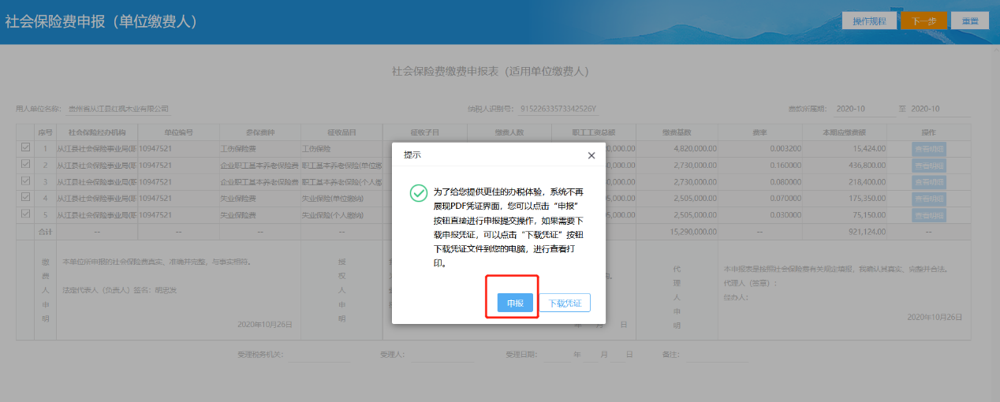 社会保险费申报（单位缴费人）
操作规程 下一步 重置
社会保险费缴费申报表（适用单位缴费人）
用人单位名称： 贵州省从江县红枫木业有限公司 纳税人识别号： 91522633573342526Y 费款所属期： 2020-10 至 2020-10
序号 社会保险经办机构 单位编号 参保费种 征收品目 征收子目 缴费人数 职工工资总额 缴费基数 费率 本期应缴费额 操作
1 从江县社会保险事业局(原 10947521 工伤保险费 工伤保险 0,000.00 4,820,000.00 0.003200 15,424.00 查看明细
2 从江县社会保险事业局(原 10947521 企业职工基本养老保险费 职工基本养老保险(单位缴 0,000.00 2,730,000.00 0.160000 436,800.00 查看明细
3 从江县社会保险事业局(原 10947521 企业职工基本养老保险费 职工基本养老保险(个人缴 0,000.00 2,730,000.00 0.080000 218,400.00 查看明细
4 从江县社会保险事业局(原 10947521 失业保险费 失业保险(单位缴纳) 5,000.00 2,505,000.00 0.070000 175,350.00 查看明细
5 从江县社会保险事业局(原 10947521 失业保险费 失业保险(个人缴纳) 5,000.00 2,505,000.00 0.030000 75,150.00 查看明细
合计 -- -- -- -- 15,290,000.00 -- 921,124.00 --
提示
为了给您提供更佳的办税体验，系统不再
展现PDF凭证界面，您可以点击“申报”
按钮直接进行申报提交操作，如果需要下
载申报凭证，可以点击“下载凭证”按钮
下载凭证文件到您的电脑，进行查看打
印。
申报 下载凭证
缴费人申明
本单位所申报的社会保险费真实、准确并完整，与事实相符。
法定代表人（负责人）签名：胡忠发
2020年10月26日
授权人申明
年 月 日
代理人申明
本申报表是按照社会保险费有关规定填报，我确认其真实、完整并合法。
代理人（签章）：
经办人：
2020年10月26日
受理税务机关： 受理人： 受理日期： 年 月 日 备注：